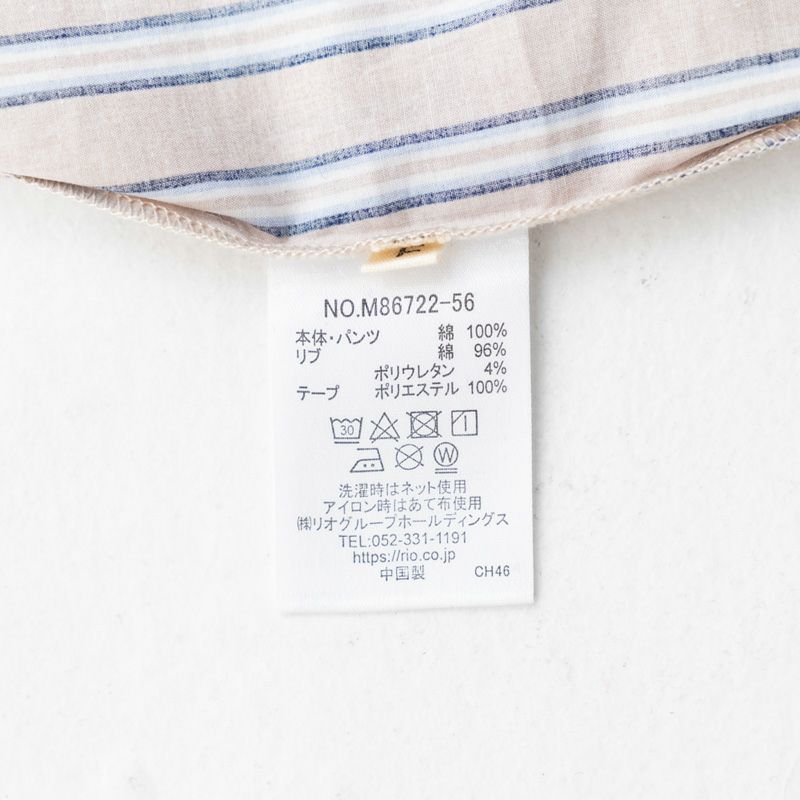 NO.M86722-56
本体・パンツ 綿 100%
リブ 綿 96%
ポリウレタン 4%
テープ ポリエステル 100%
30
W
洗濯時はネット使用
アイロン時はあて布使用
㈱リオグループホールディングス
TEL:052-331-1191
https://rio.co.jp
中国製 CH46